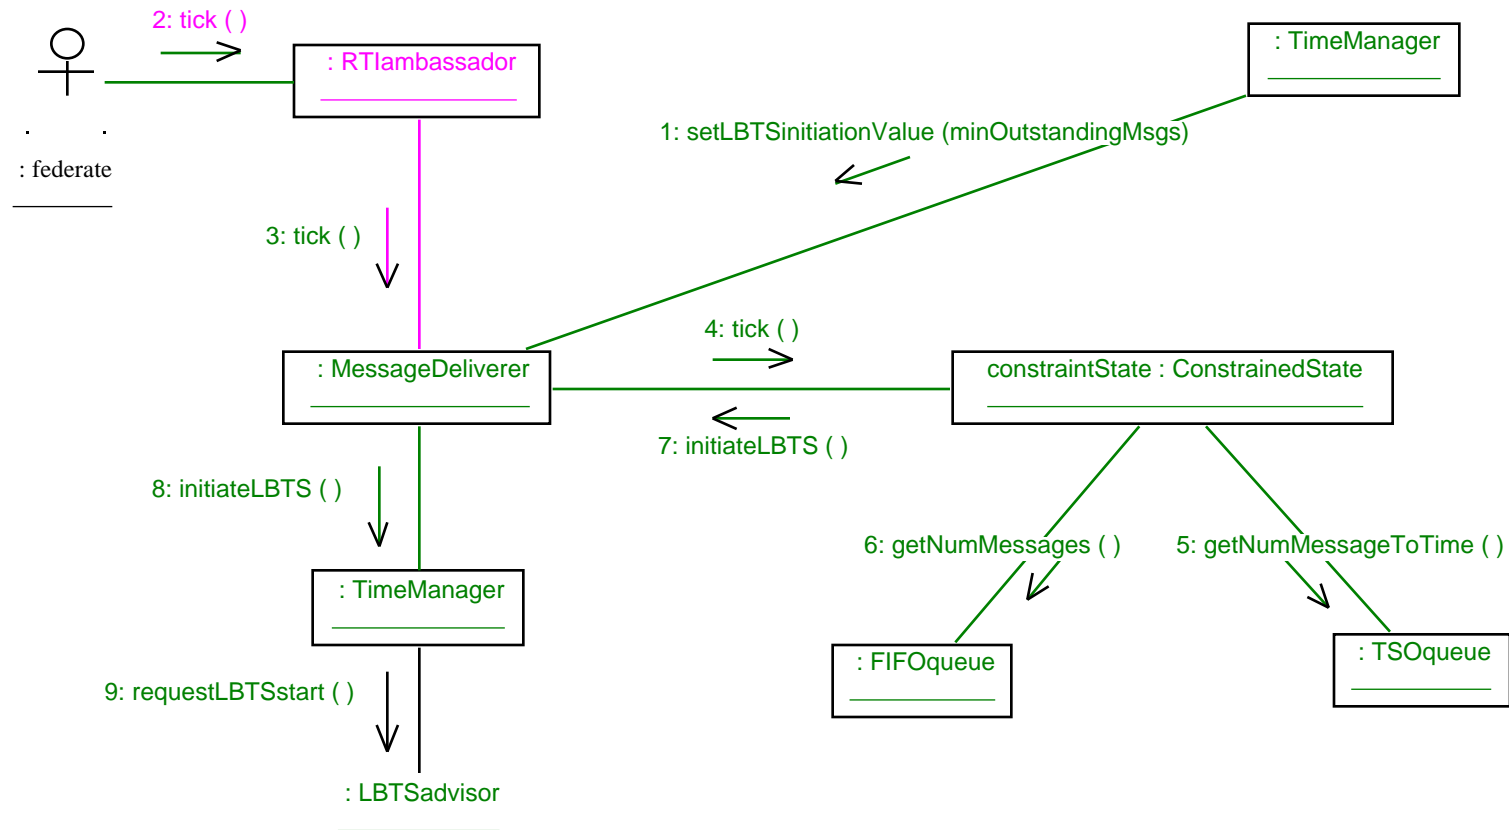 2: tick ( )
: RTIambassador
: TimeManager
1: setLBTSinitiationValue (minOutstandingMsgs)
: federate
3: tick ( )
4: tick ( )
: MessageDeliverer
constraintState : ConstrainedState
7: initiateLBTS ( )
8: initiateLBTS ( )
6: getNumMessages ( )
5: getNumMessageToTime ( )
: TimeManager
: FIFOqueue
: TSOqueue
9: requestLBTSstart ( )
: LBTSadvisor